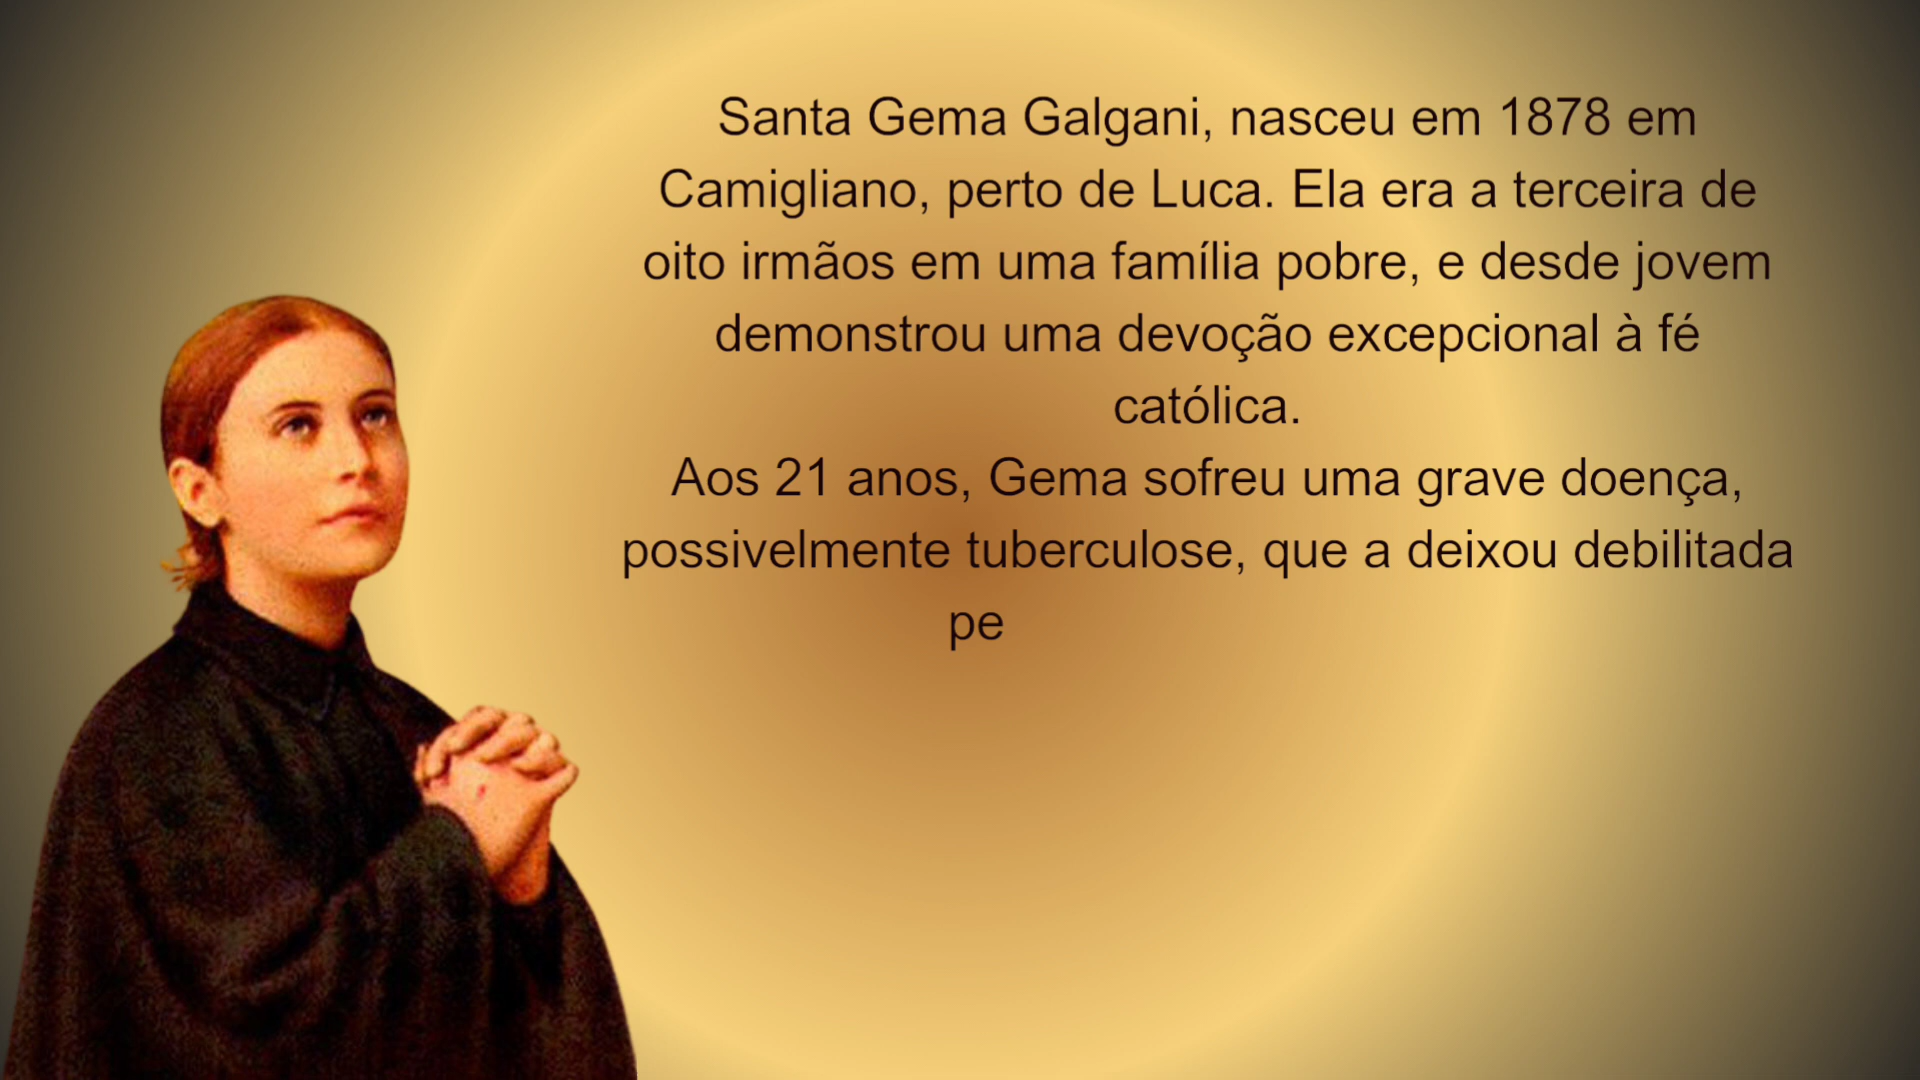 Santa Gema Galgani, nasceu em 1878 em
Camigliano, perto de Luca. Ela era a terceira de
oito irmãos em uma família pobre, e desde jovem
demonstrou uma devoção excepcional à fé
católica.
Aos 21 anos, Gema sofreu uma grave doença,
possivelmente tuberculose, que a deixou debilitada
pe